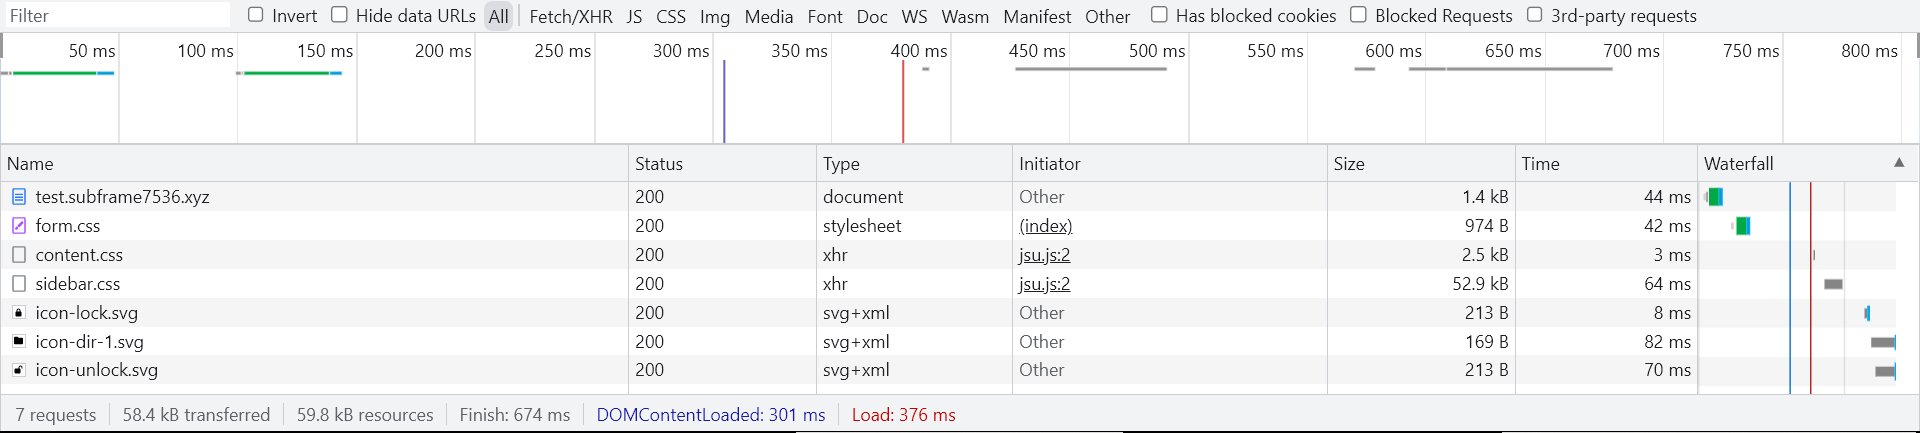 Filter Invert Hide data URLs All Fetch/XHR JS CSS Img Media Font Doc WS Wasm Manifest Other Has blocked cookies Blocked Requests 3rd-party requests
50 ms 100 ms 150 ms 200 ms 250 ms 300 ms 350 ms 400 ms 450 ms 500 ms 550 ms 600 ms 650 ms 700 ms 750 ms 800 ms
Name Status Type Initiator Size Time Waterfall
test.subframe7536.xyz 200 document Other 1.4 kB 44 ms
form.css 200 stylesheet (index) 974 B 42 ms
content.css 200 xhr jsu.js:2 2.5 kB 3 ms
sidebar.css 200 xhr jsu.js:2 52.9 kB 64 ms
icon-lock.svg 200 svg+xml Other 213 B 8 ms
icon-dir-1.svg 200 svg+xml Other 169 B 82 ms
icon-unlock.svg 200 svg+xml Other 213 B 70 ms
7 requests 58.4 kB transferred 59.8 kB resources Finish: 674 ms DOMContentLoaded: 301 ms Load: 376 ms